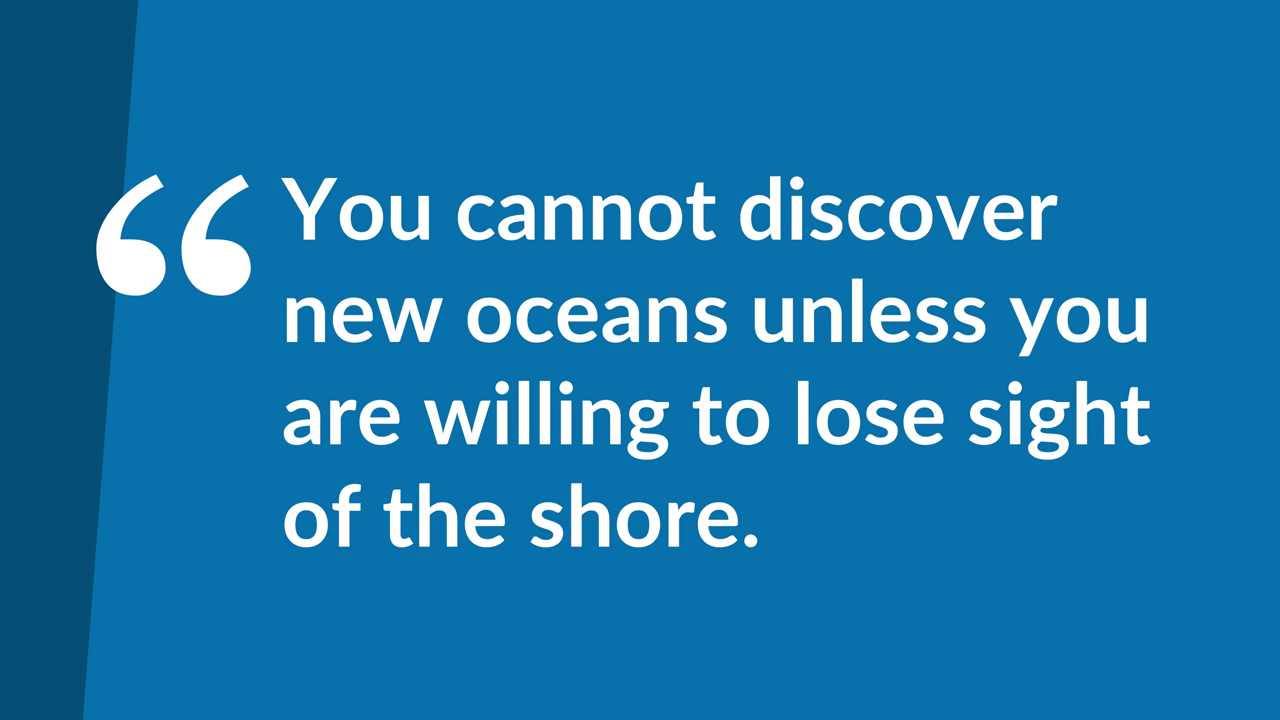 “You cannot discover
new oceans unless you
are willing to lose sight
of the shore.